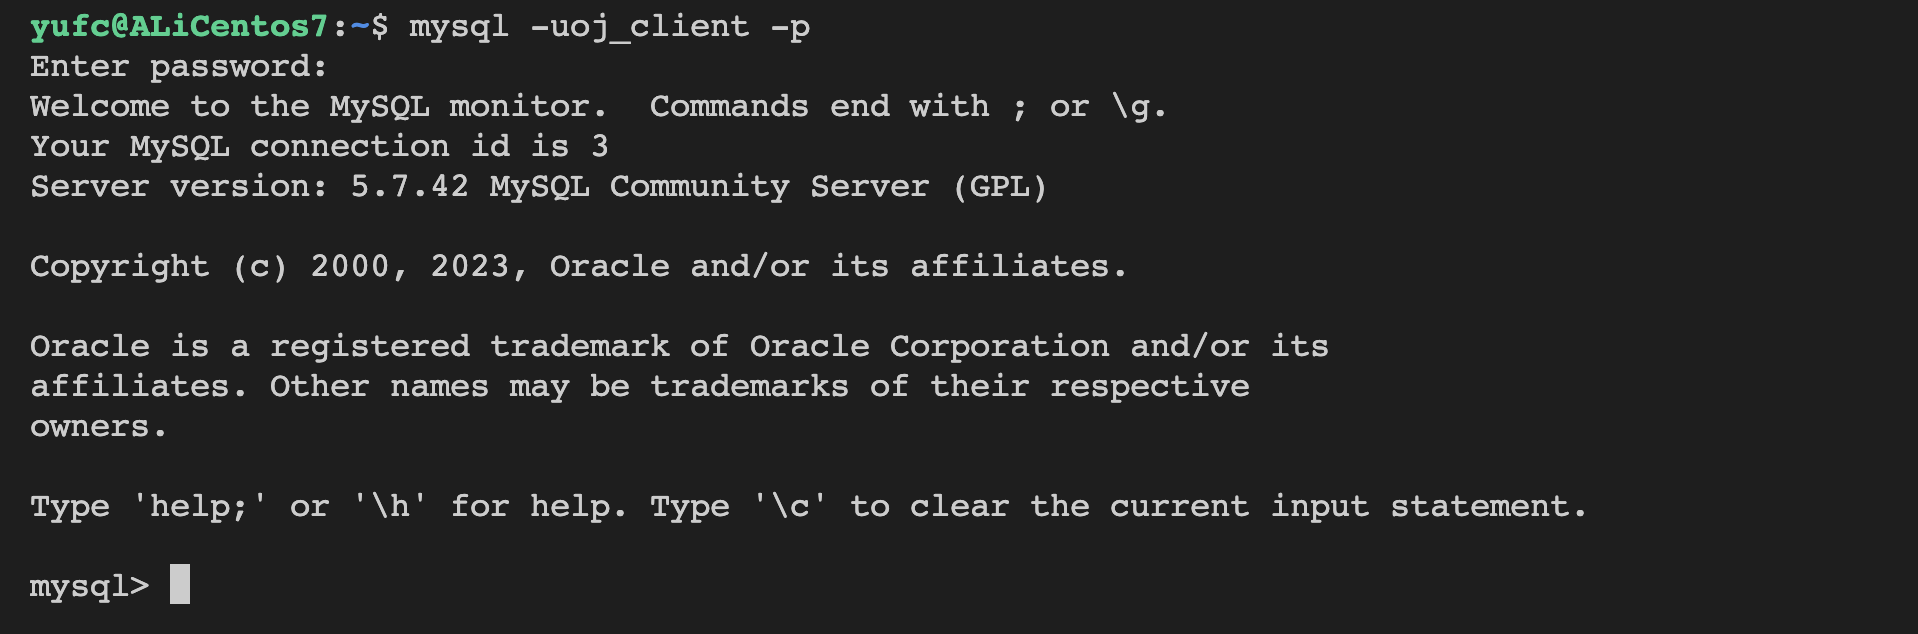 yufc@ALiCentos7:~$ mysql -uoj_client -p
Enter password:
Welcome to the MySQL monitor.  Commands end with ; or \g.
Your MySQL connection id is 3
Server version: 5.7.42 MySQL Community Server (GPL)

Copyright (c) 2000, 2023, Oracle and/or its affiliates.

Oracle is a registered trademark of Oracle Corporation and/or its
affiliates. Other names may be trademarks of their respective
owners.

Type 'help;' or '\h' for help. Type '\c' to clear the current input statement.

mysql>